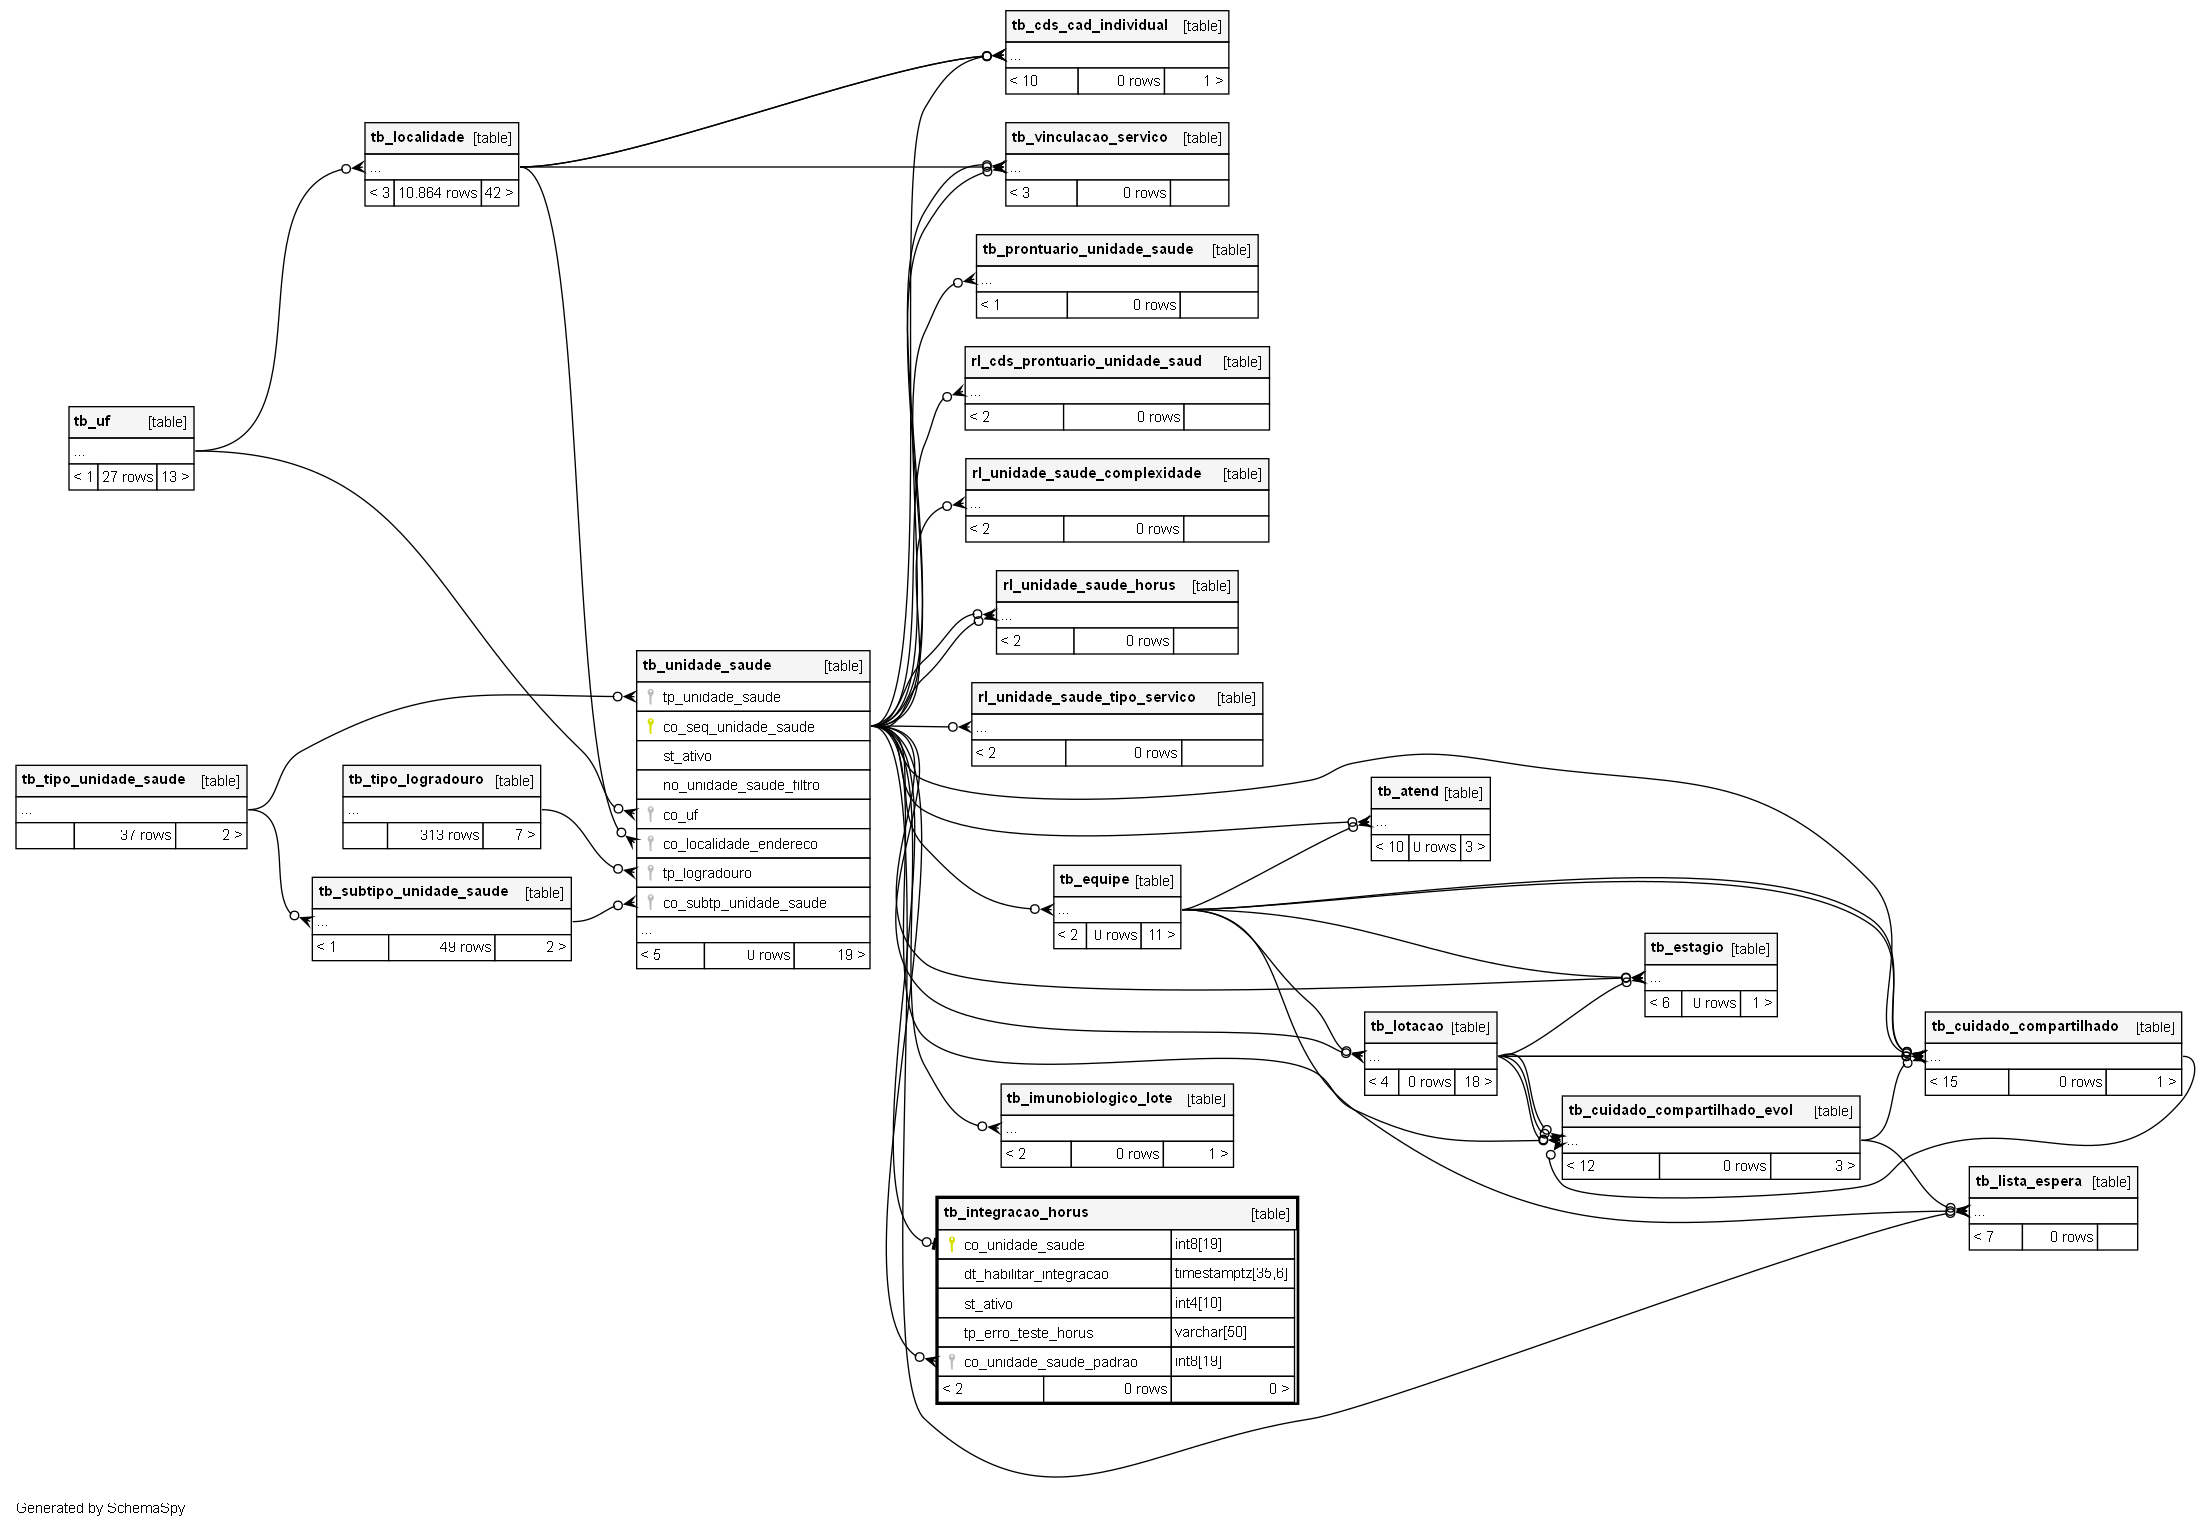 tb_cds_cad_individual [table]
...
< 10 0 rows 1 >
tb_localidade [table]
...
< 3 10.864 rows 42 >
tb_vinculacao_servico [table]
...
< 3 0 rows
tb_prontuario_unidade_saude [table]
...
< 1 0 rows
rl_cds_prontuario_unidade_saud [table]
...
< 2 0 rows
tb_uf [table]
...
< 1 27 rows 13 >
rl_unidade_saude_complexidade [table]
...
< 2 0 rows
rl_unidade_saude_horus [table]
...
< 2 0 rows
tb_unidade_saude [table]
tp_unidade_saude
co_seq_unidade_saude
st_ativo
no_unidade_saude_filtro
co_uf
co_localidade_endereco
tp_logradouro
co_subtp_unidade_saude
...
< 5 0 rows 19 >
rl_unidade_saude_tipo_servico [table]
...
< 2 0 rows
tb_tipo_unidade_saude [table]
...
37 rows 2 >
tb_tipo_logradouro [table]
...
313 rows 7 >
tb_subtipo_unidade_saude [table]
...
< 1 49 rows 2 >
tb_atend [table]
...
< 10 0 rows 3 >
tb_equipe [table]
...
< 2 0 rows 11 >
tb_estagio [table]
...
< 6 0 rows 1 >
tb_lotacao [table]
...
< 4 0 rows 18 >
tb_cuidado_compartilhado [table]
...
< 15 0 rows 1 >
tb_imunobiologico_lote [table]
...
< 2 0 rows 1 >
tb_cuidado_compartilhado_evol [table]
...
< 12 0 rows 3 >
tb_lista_espera [table]
...
< 7 0 rows
tb_integracao_horus [table]
co_unidade_saude int8[19]
dt_habilitar_integracao timestamptz[35,6]
st_ativo int4[10]
tp_erro_teste_horus varchar[50]
co_unidade_saude_padrao int8[19]
< 2 0 rows 0 >
Generated by SchemaSpy